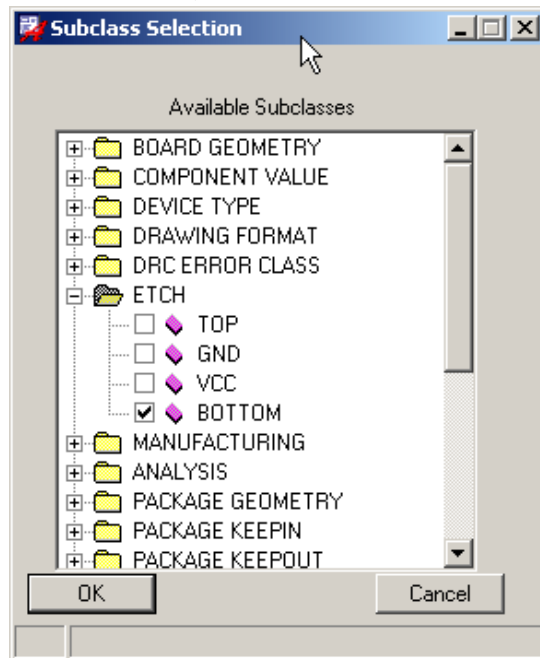 Subclass Selection
Available Subclasses
BOARD GEOMETRY
COMPONENT VALUE
DEVICE TYPE
DRAWING FORMAT
DRC ERROR CLASS
ETCH
TOP
GND
VCC
BOTTOM
MANUFACTURING
ANALYSIS
PACKAGE GEOMETRY
PACKAGE KEEPIN
PACKAGE KEEPOUT
OK Cancel